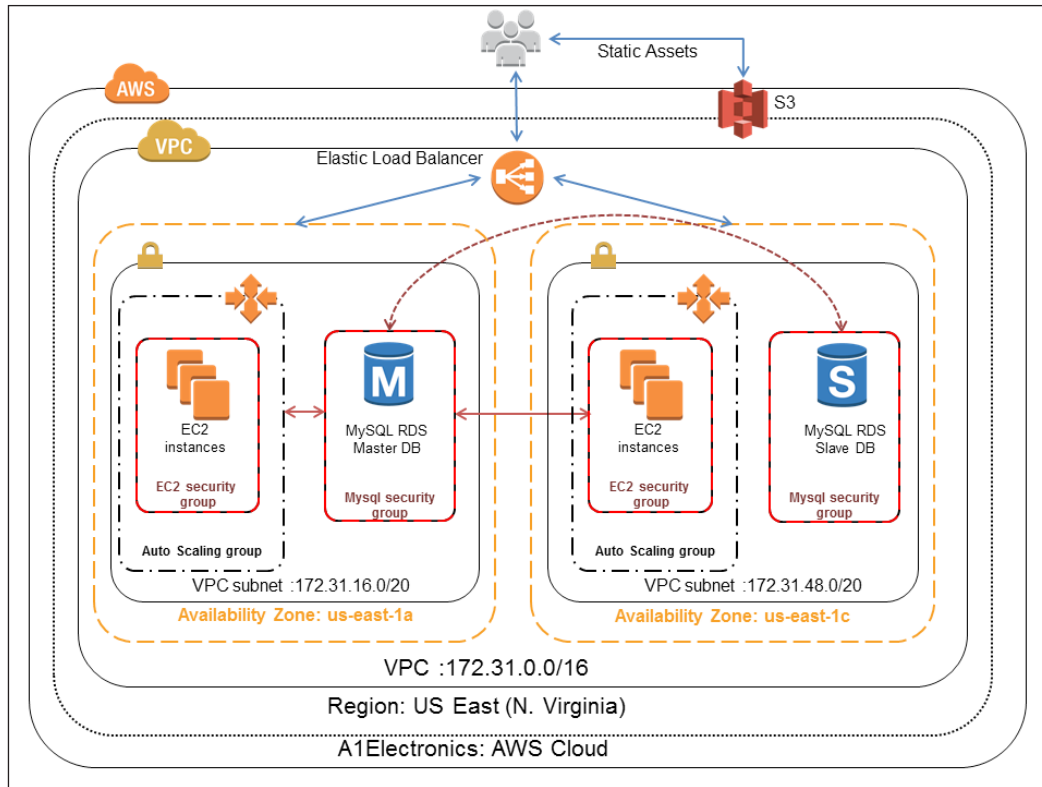 Static Assets
AWS
S3
VPC
Elastic Load Balancer
M
S
EC2
instances
MySQL RDS
Master DB
EC2
instances
MySQL RDS
Slave DB
EC2 security
group
Mysql security
group
EC2 security
group
Mysql security
group
Auto Scaling group
Auto Scaling group
VPC subnet :172.31.16.0/20
VPC subnet :172.31.48.0/20
Availability Zone: us-east-1a
Availability Zone: us-east-1c
VPC :172.31.0.0/16
Region: US East (N. Virginia)
A1Electronics: AWS Cloud